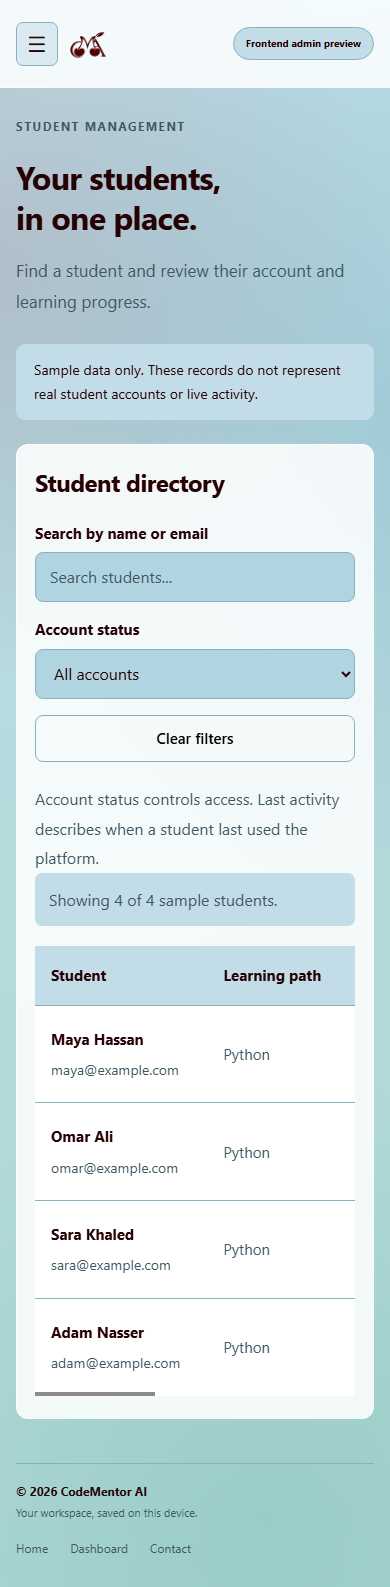 ☰
Frontend admin preview
STUDENT MANAGEMENT
Your students,
in one place.
Find a student and review their account and
learning progress.
Sample data only. These records do not represent
real student accounts or live activity.
Student directory
Search by name or email
Search students...
Account status
All accounts
Clear filters
Account status controls access. Last activity
describes when a student last used the
platform.
Showing 4 of 4 sample students.
Student Learning path
Maya Hassan
maya@example.com
Python
Omar Ali
omar@example.com
Python
Sara Khaled
sara@example.com
Python
Adam Nasser
adam@example.com
Python
© 2026 CodeMentor AI
Your workspace, saved on this device.
Home Dashboard Contact